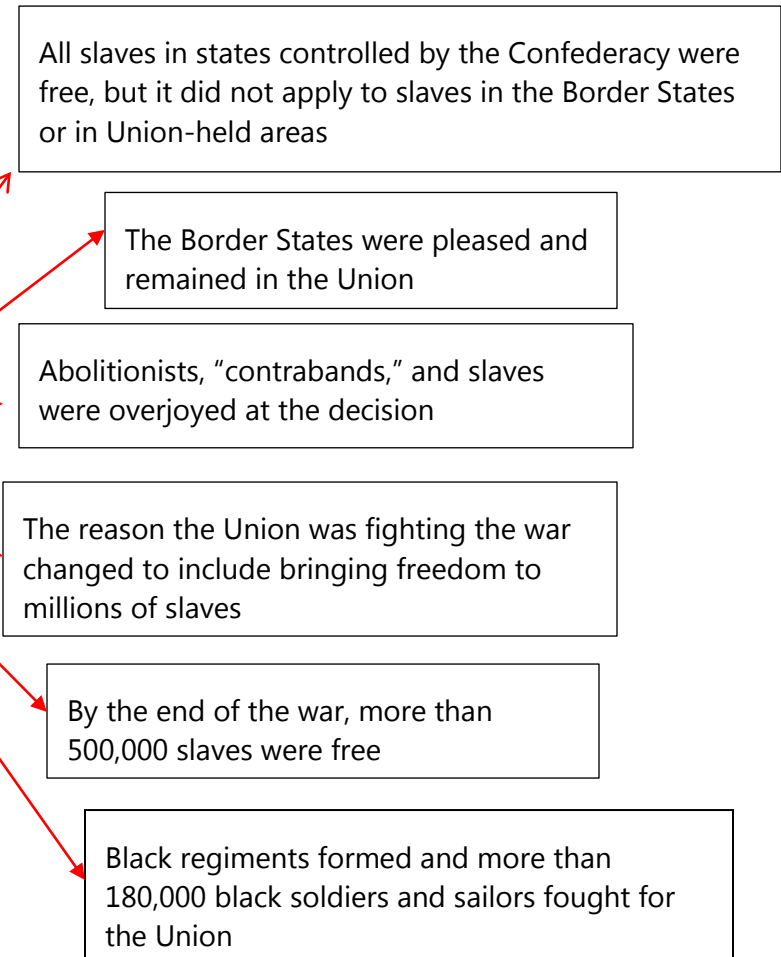 All slaves in states controlled by the Confederacy were
free, but it did not apply to slaves in the Border States
or in Union-held areas
The Border States were pleased and
remained in the Union
Abolitionists, “contrabands,” and slaves
were overjoyed at the decision
The reason the Union was fighting the war
changed to include bringing freedom to
millions of slaves
By the end of the war, more than
500,000 slaves were free
Black regiments formed and more than
180,000 black soldiers and sailors fought for
the Union